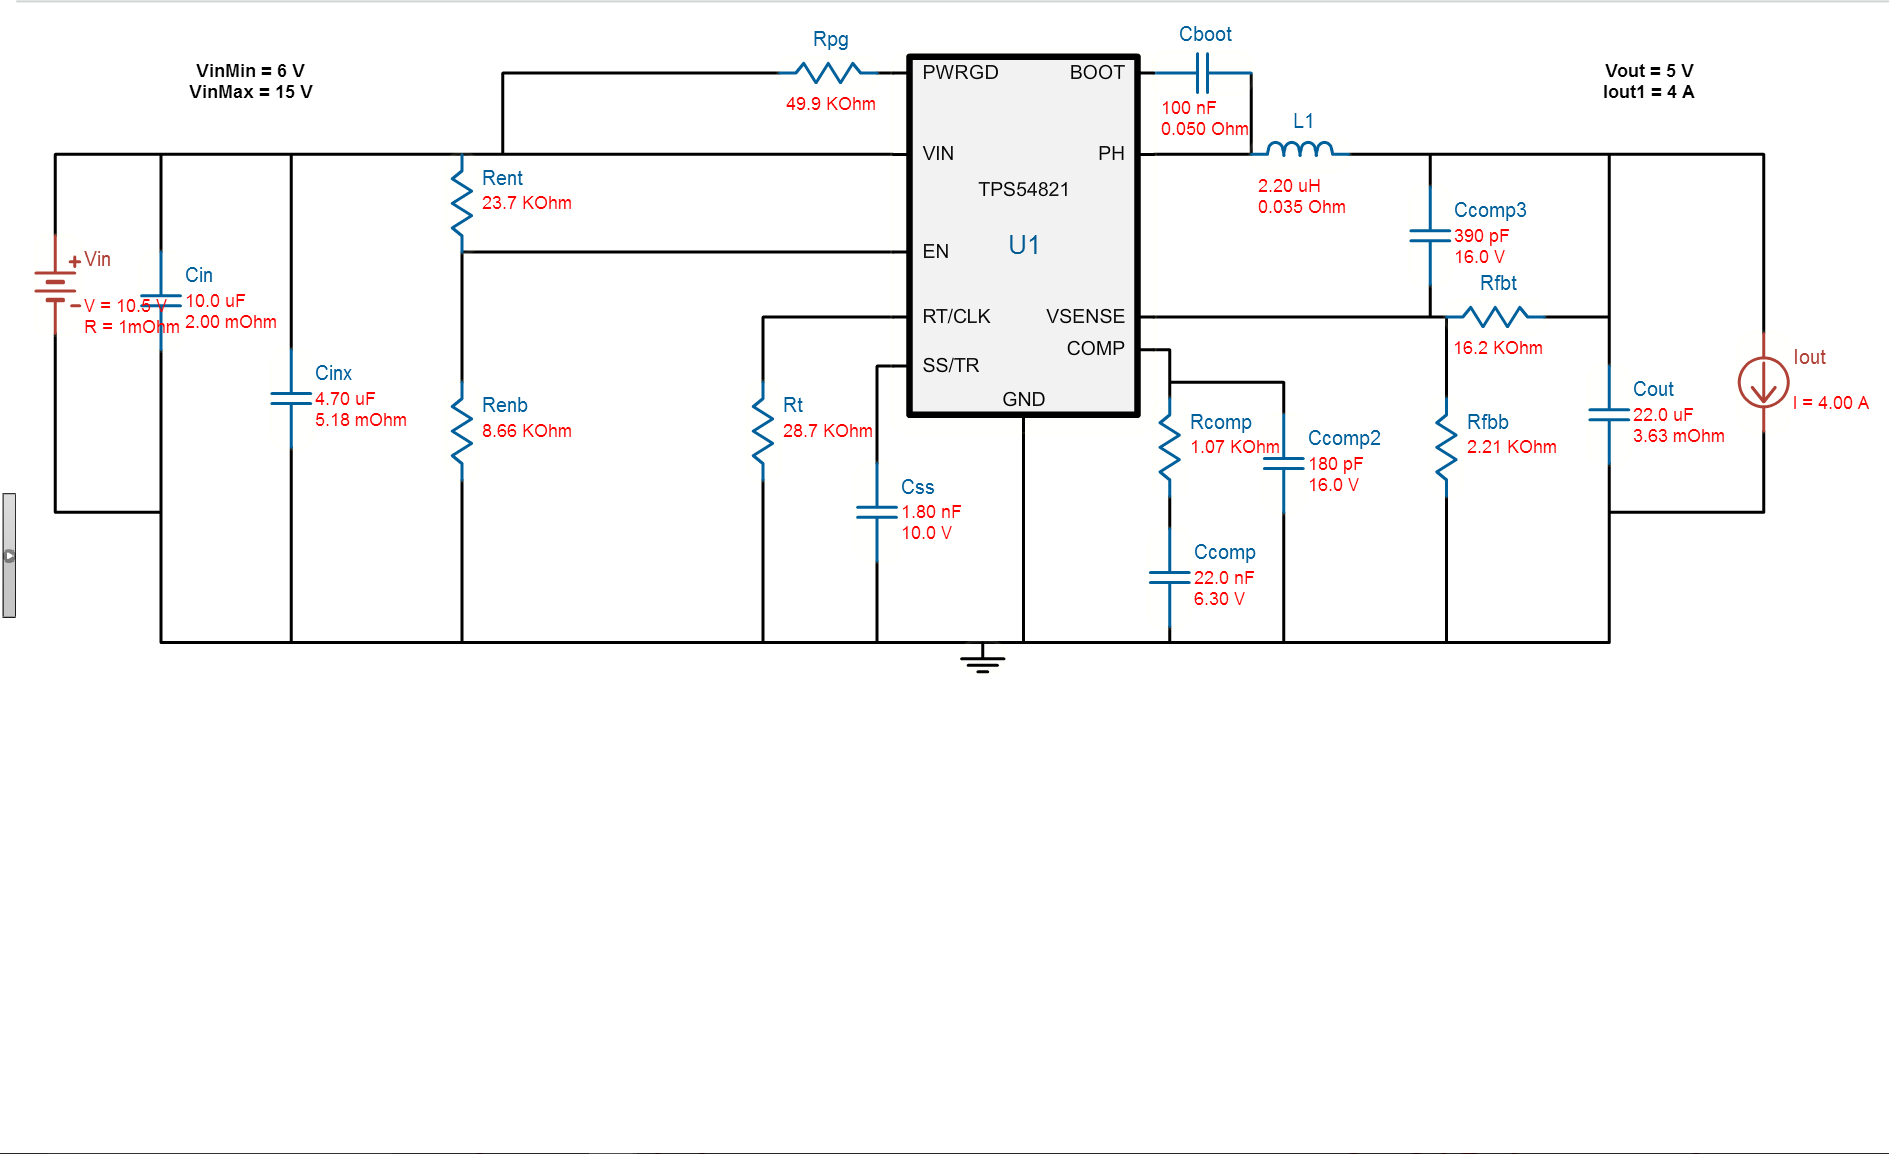 VinMin = 6 V
VinMax = 15 V
Rpg
49.9 KOhm
Cboot
100 nF
0.050 Ohm
Vout = 5 V
Iout1 = 4 A
PWRGD
BOOT
VIN
PH
TPS54821
U1
EN
RT/CLK
VSENSE
COMP
SS/TR
GND
L1
2.20 uH
0.035 Ohm
Rent
23.7 KOhm
Ccomp3
390 pF
16.0 V
Rfbt
16.2 KOhm
+ Vin
- V = 10.5 V
R = 1mOhm
Cin
10.0 uF
2.00 mOhm
Cinx
4.70 uF
5.18 mOhm
Renb
8.66 KOhm
Rt
28.7 KOhm
Css
1.80 nF
10.0 V
Rcomp
1.07 KOhm
Ccomp2
180 pF
16.0 V
Ccomp
22.0 nF
6.30 V
Rfbb
2.21 KOhm
Cout
22.0 uF
3.63 mOhm
Iout
I = 4.00 A